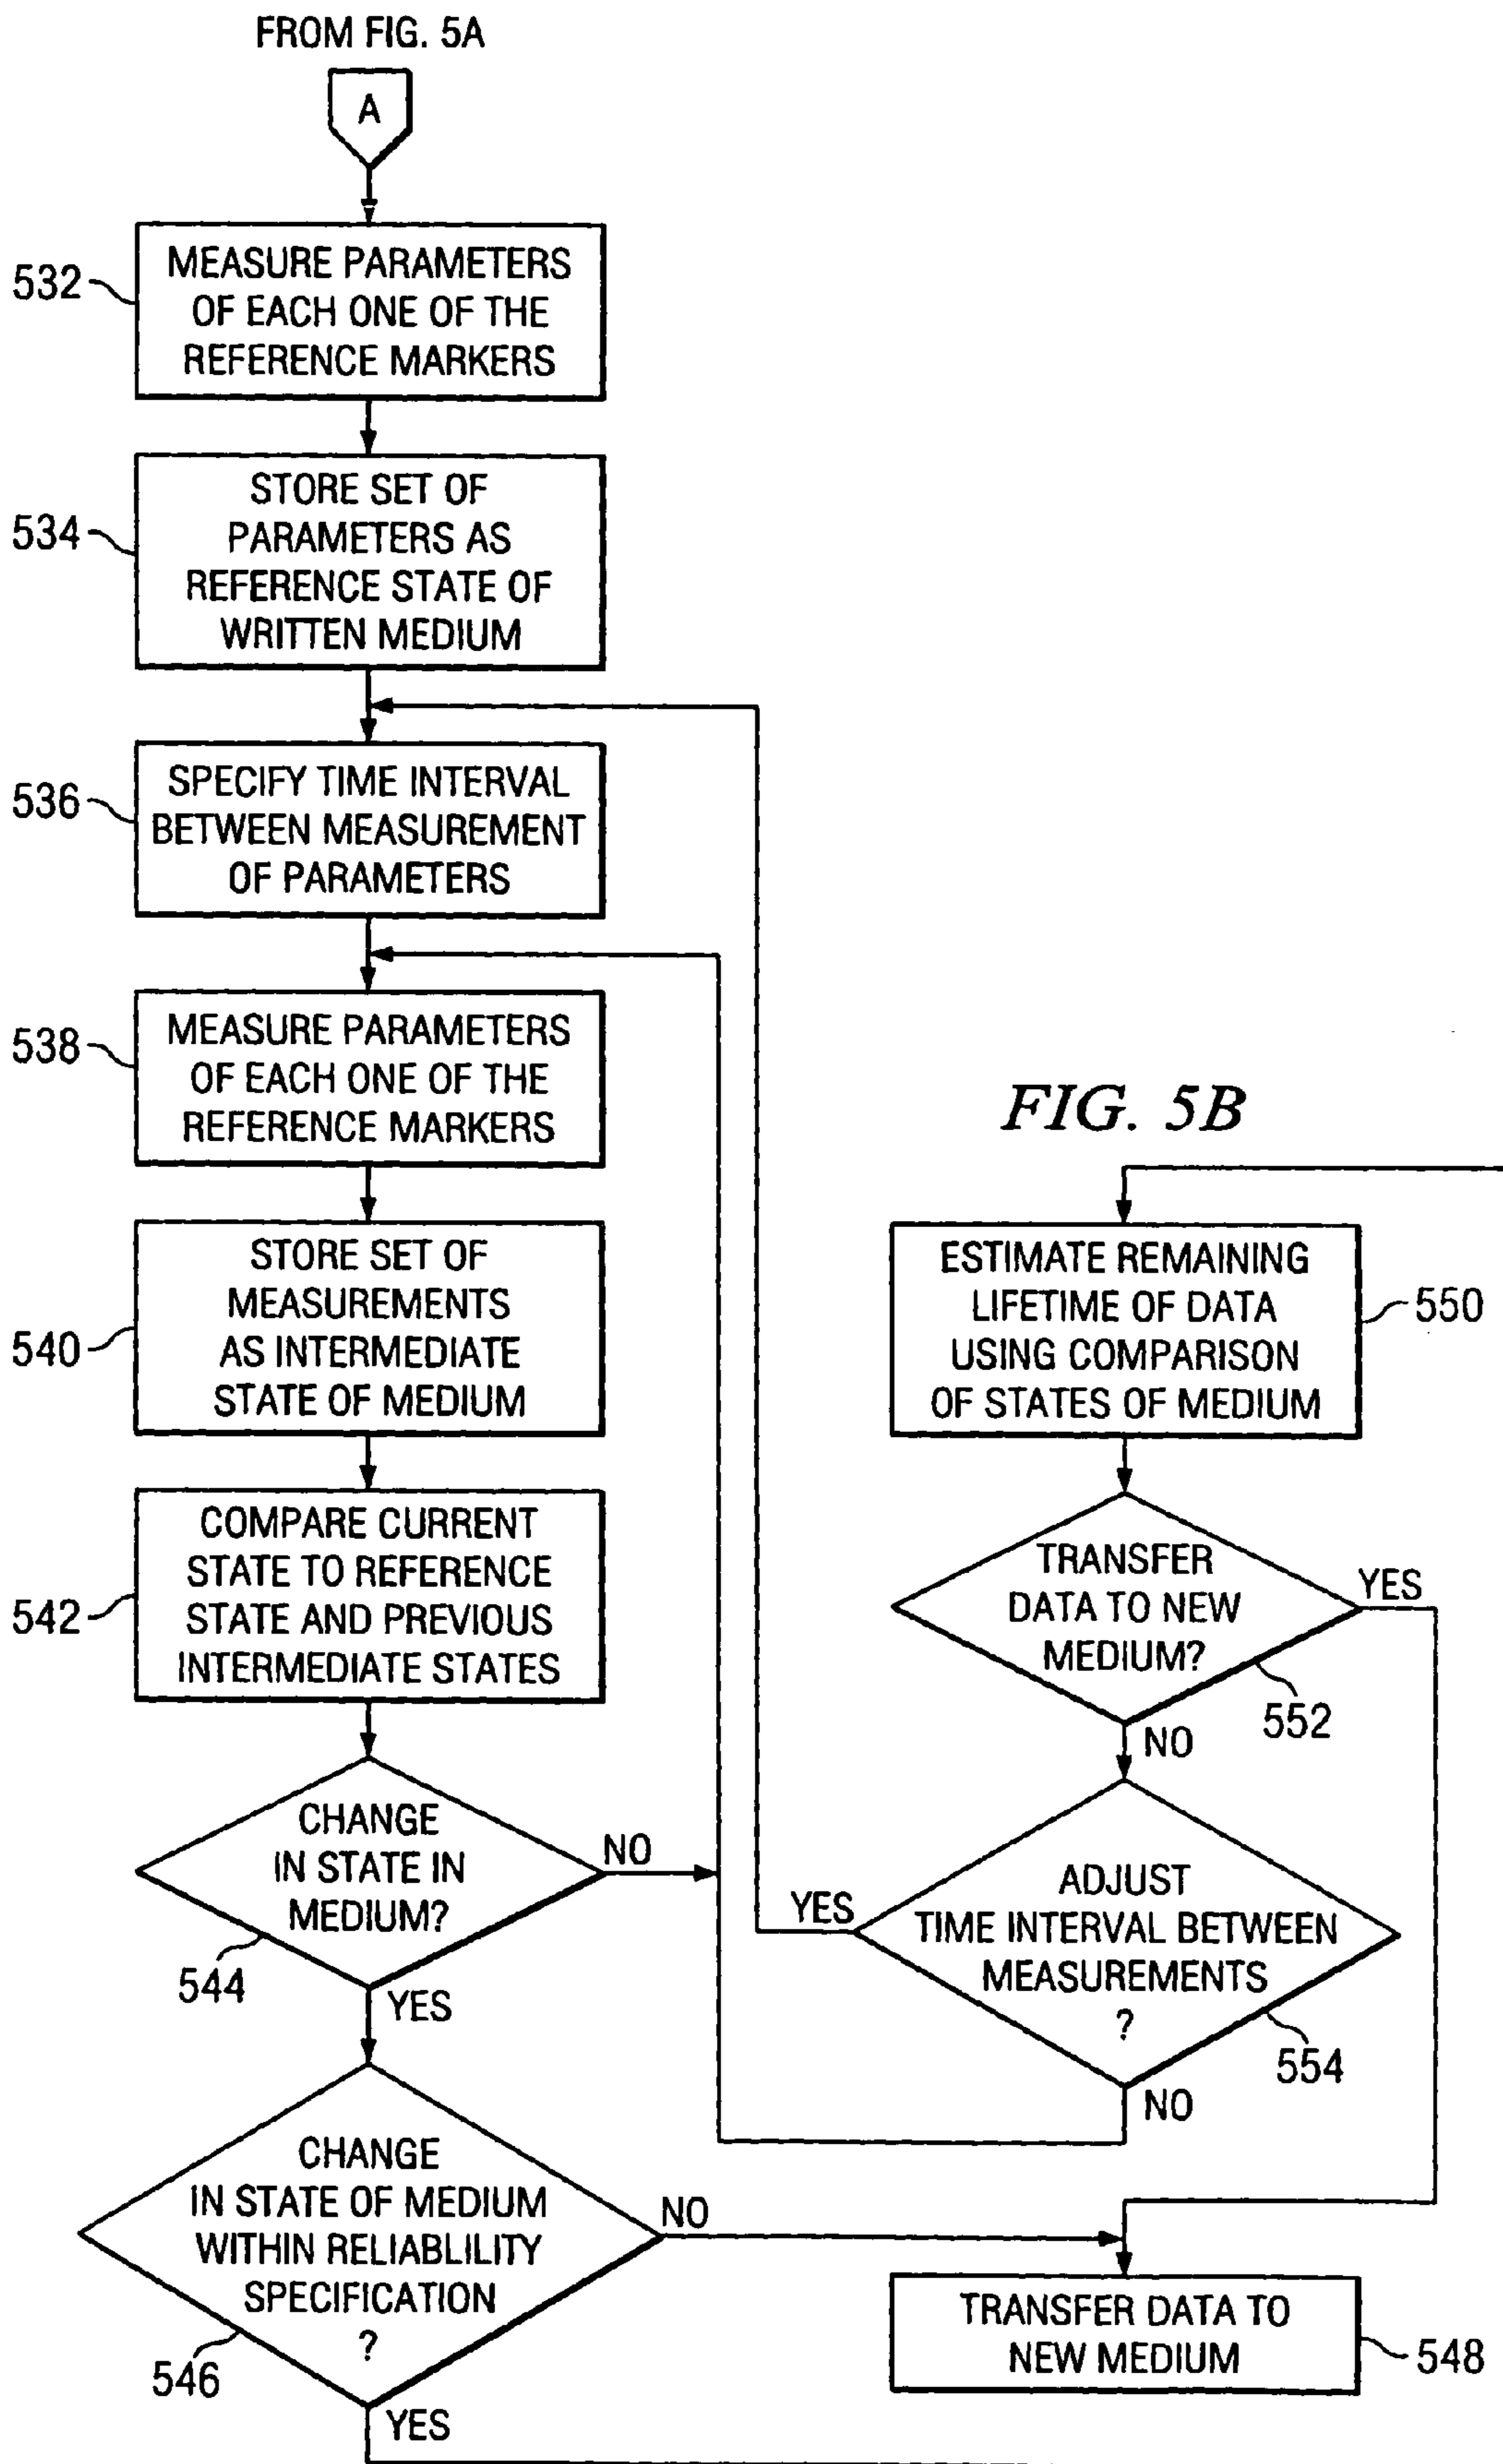 FROM FIG. 5A
A
532
MEASURE PARAMETERS
OF EACH ONE OF THE
REFERENCE MARKERS
534
STORE SET OF
PARAMETERS AS
REFERENCE STATE OF
WRITTEN MEDIUM
536
SPECIFY TIME INTERVAL
BETWEEN MEASUREMENT
OF PARAMETERS
538
MEASURE PARAMETERS
OF EACH ONE OF THE
REFERENCE MARKERS
540
STORE SET OF
MEASUREMENTS
AS INTERMEDIATE
STATE OF MEDIUM
542
COMPARE CURRENT
STATE TO REFERENCE
STATE AND PREVIOUS
INTERMEDIATE STATES
CHANGE
IN STATE IN
MEDIUM?
NO
544
YES
CHANGE
IN STATE OF MEDIUM
WITHIN RELIABLILITY
SPECIFICATION
?
NO
546
YES
FIG. 5B
ESTIMATE REMAINING
LIFETIME OF DATA
USING COMPARISON
OF STATES OF MEDIUM
550
TRANSFER
DATA TO NEW
MEDIUM?
YES
552
NO
ADJUST
TIME INTERVAL BETWEEN
MEASUREMENTS
?
YES
554
NO
TRANSFER DATA TO
NEW MEDIUM
548